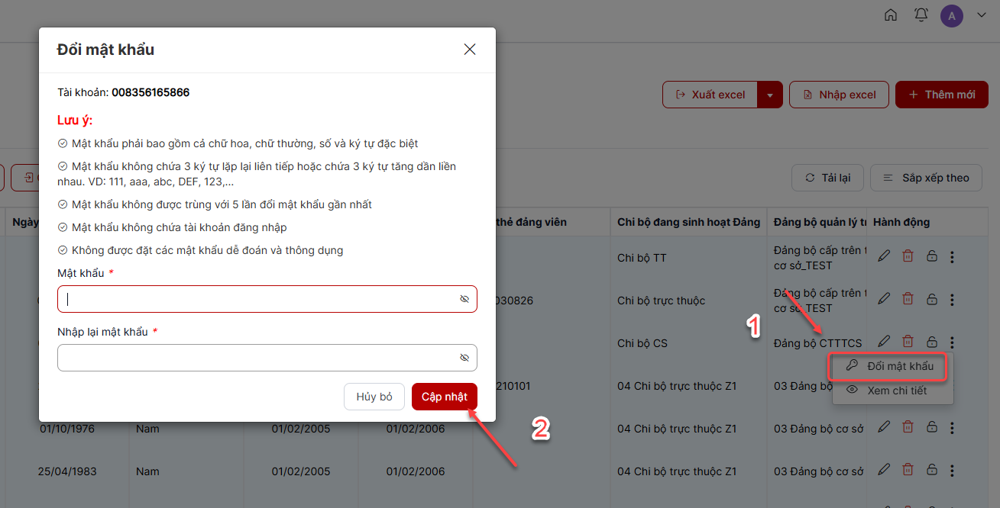 A
Đổi mật khẩu
Tài khoản: 008356165866
Lưu ý:
Mật khẩu phải bao gồm cả chữ hoa, chữ thường, số và ký tự đặc biệt
Mật khẩu không chứa 3 ký tự lặp lại liên tiếp hoặc chứa 3 ký tự tăng dần liền
nhau. VD: 111, aaa, abc, DEF, 123,...
Mật khẩu không được trùng với 5 lần đổi mật khẩu gần nhất
Mật khẩu không chứa tài khoản đăng nhập
Không được đặt các mật khẩu dễ đoán và thông dụng
Mật khẩu *
Nhập lại mật khẩu *
Hủy bỏ
Cập nhật
Xuất excel
Nhập excel
+ Thêm mới
Tải lại
Sắp xếp theo
Ngày
thẻ đảng viên
Chi bộ đang sinh hoạt Đảng
Đảng bộ quản lý
Hành động
Chi bộ TT
Đảng bộ cấp trên
cơ sở_TEST
030826
Chi bộ trực thuộc
Đảng bộ cấp trên
cơ sở_TEST
1
Chi bộ CS
Đảng bộ CTTTCS
Đổi mật khẩu
Xem chi tiết
210101
04 Chi bộ trực thuộc Z1
03 Đảng bộ
2
01/10/1976
Nam
01/02/2005
01/02/2006
04 Chi bộ trực thuộc Z1
03 Đảng bộ cơ sở
25/04/1983
Nam
01/02/2005
01/02/2006
04 Chi bộ trực thuộc Z1
03 Đảng bộ cơ sở